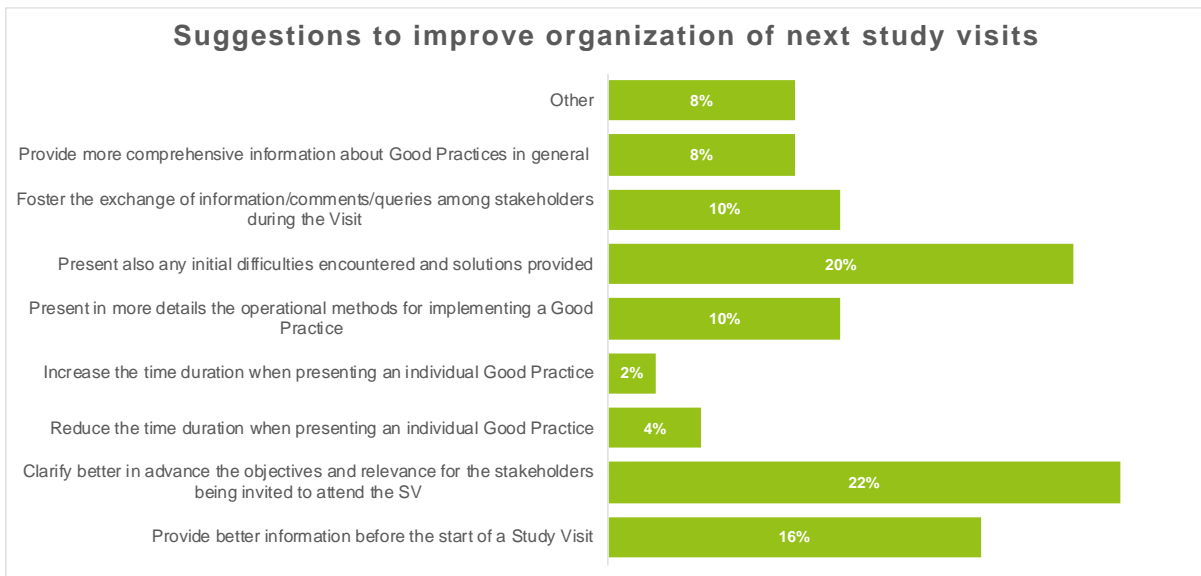 Suggestions to improve organization of next study visits
Other
8%
Provide more comprehensive information about Good Practices in general
8%
Foster the exchange of information/comments/queries among stakeholders
during the Visit
10%
Present also any initial difficulties encountered and solutions provided
20%
Present in more details the operational methods for implementing a Good
Practice
10%
Increase the time duration when presenting an individual Good Practice
2%
Reduce the time duration when presenting an individual Good Practice
4%
Clarify better in advance the objectives and relevance for the stakeholders
being invited to attend the SV
22%
Provide better information before the start of a Study Visit
16%